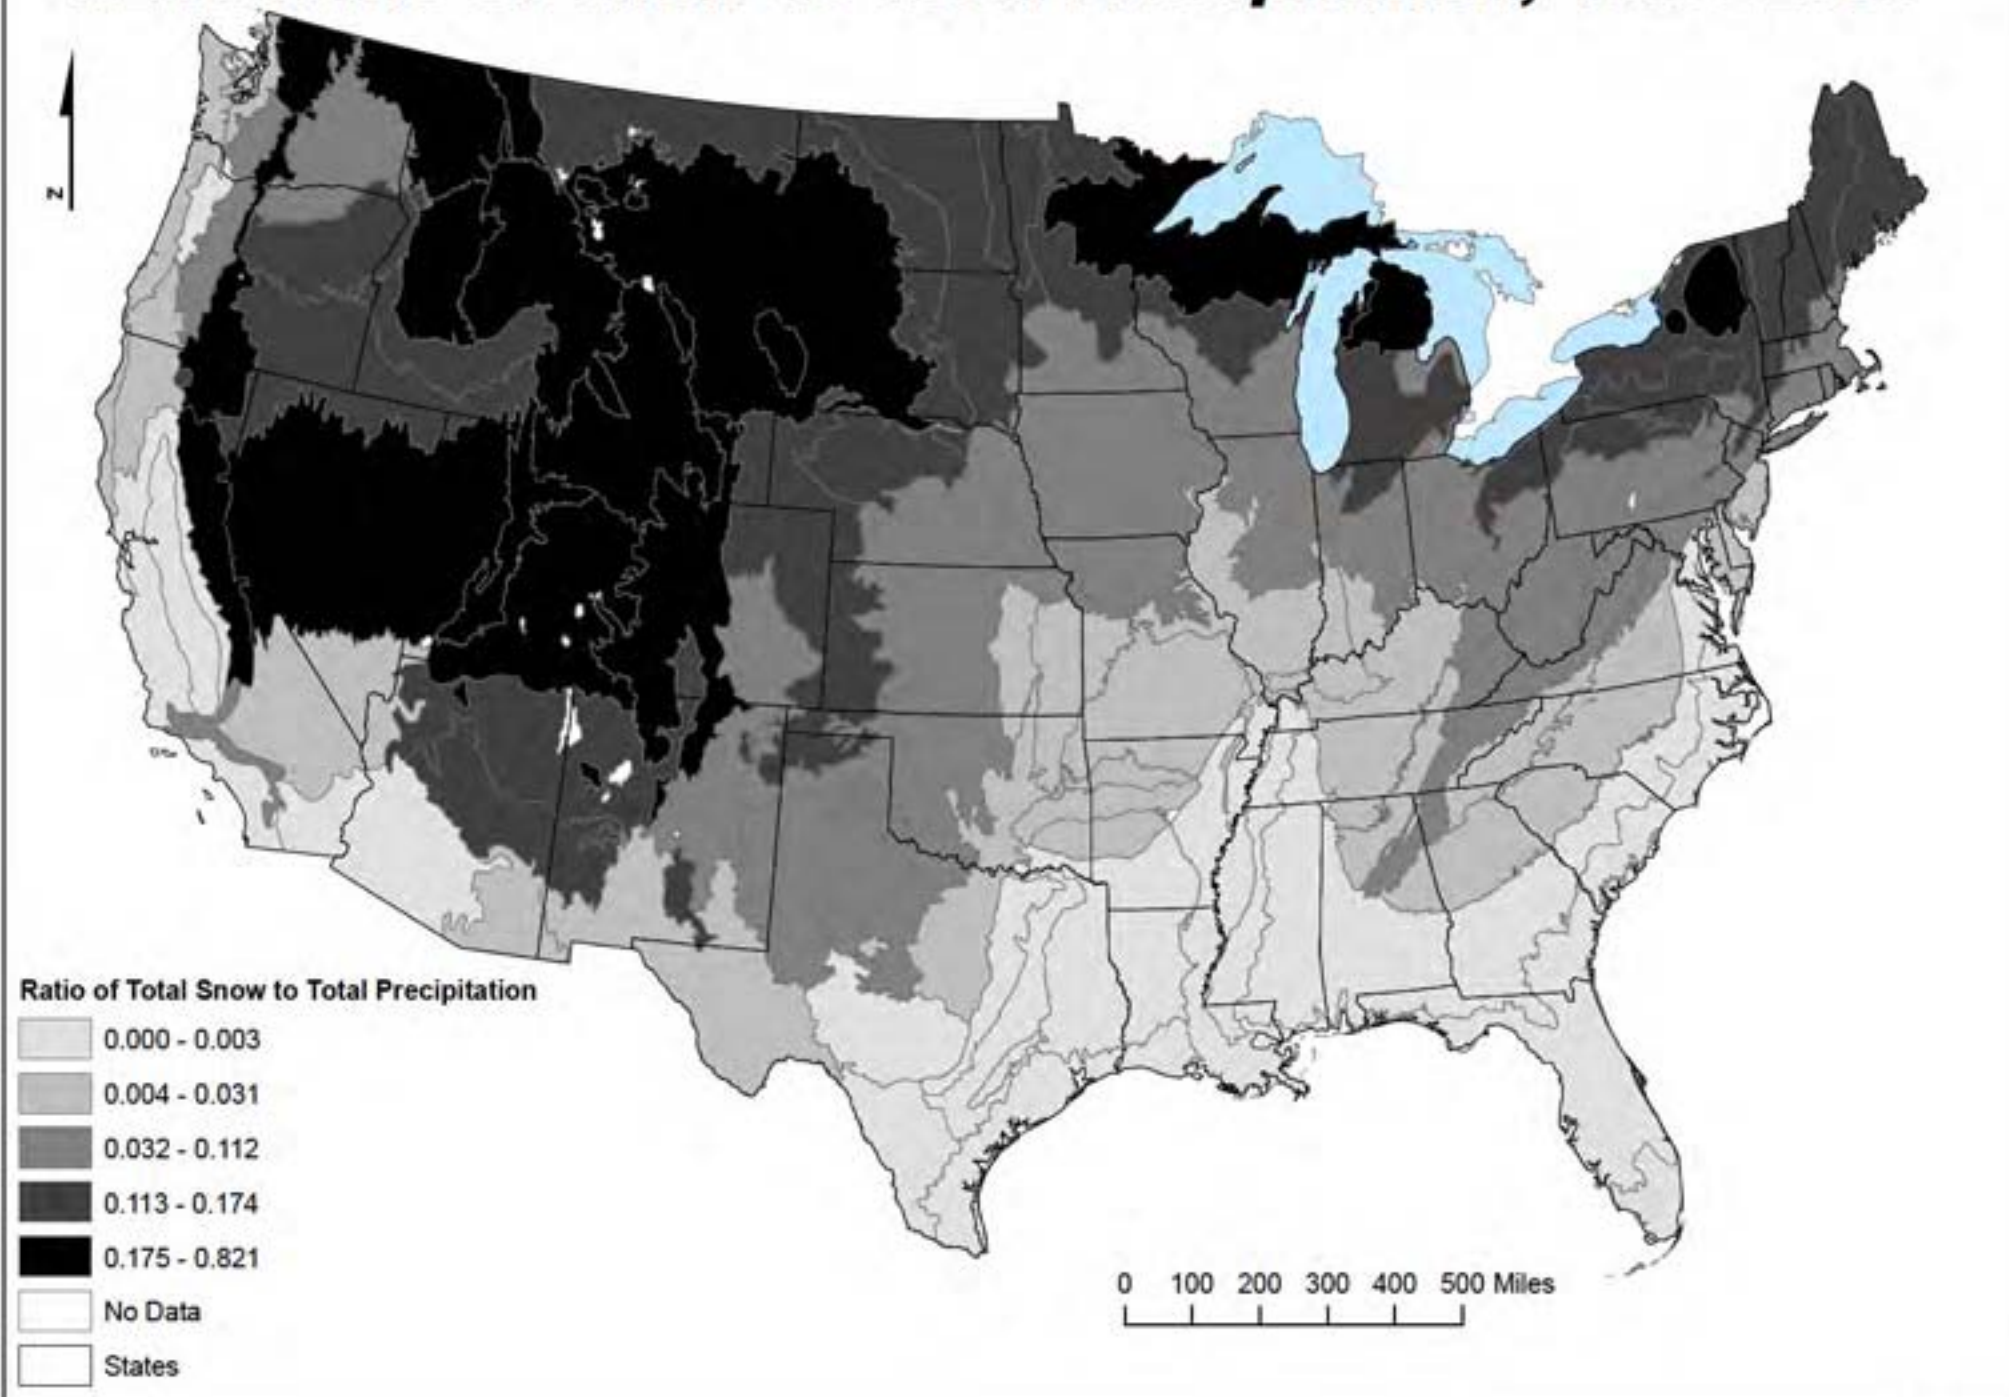 N
Ratio of Total Snow to Total Precipitation
0.000 - 0.003
0.004 - 0.031
0.032 - 0.112
0.113 - 0.174
0.175 - 0.821
No Data
States
0 100 200 300 400 500 Miles